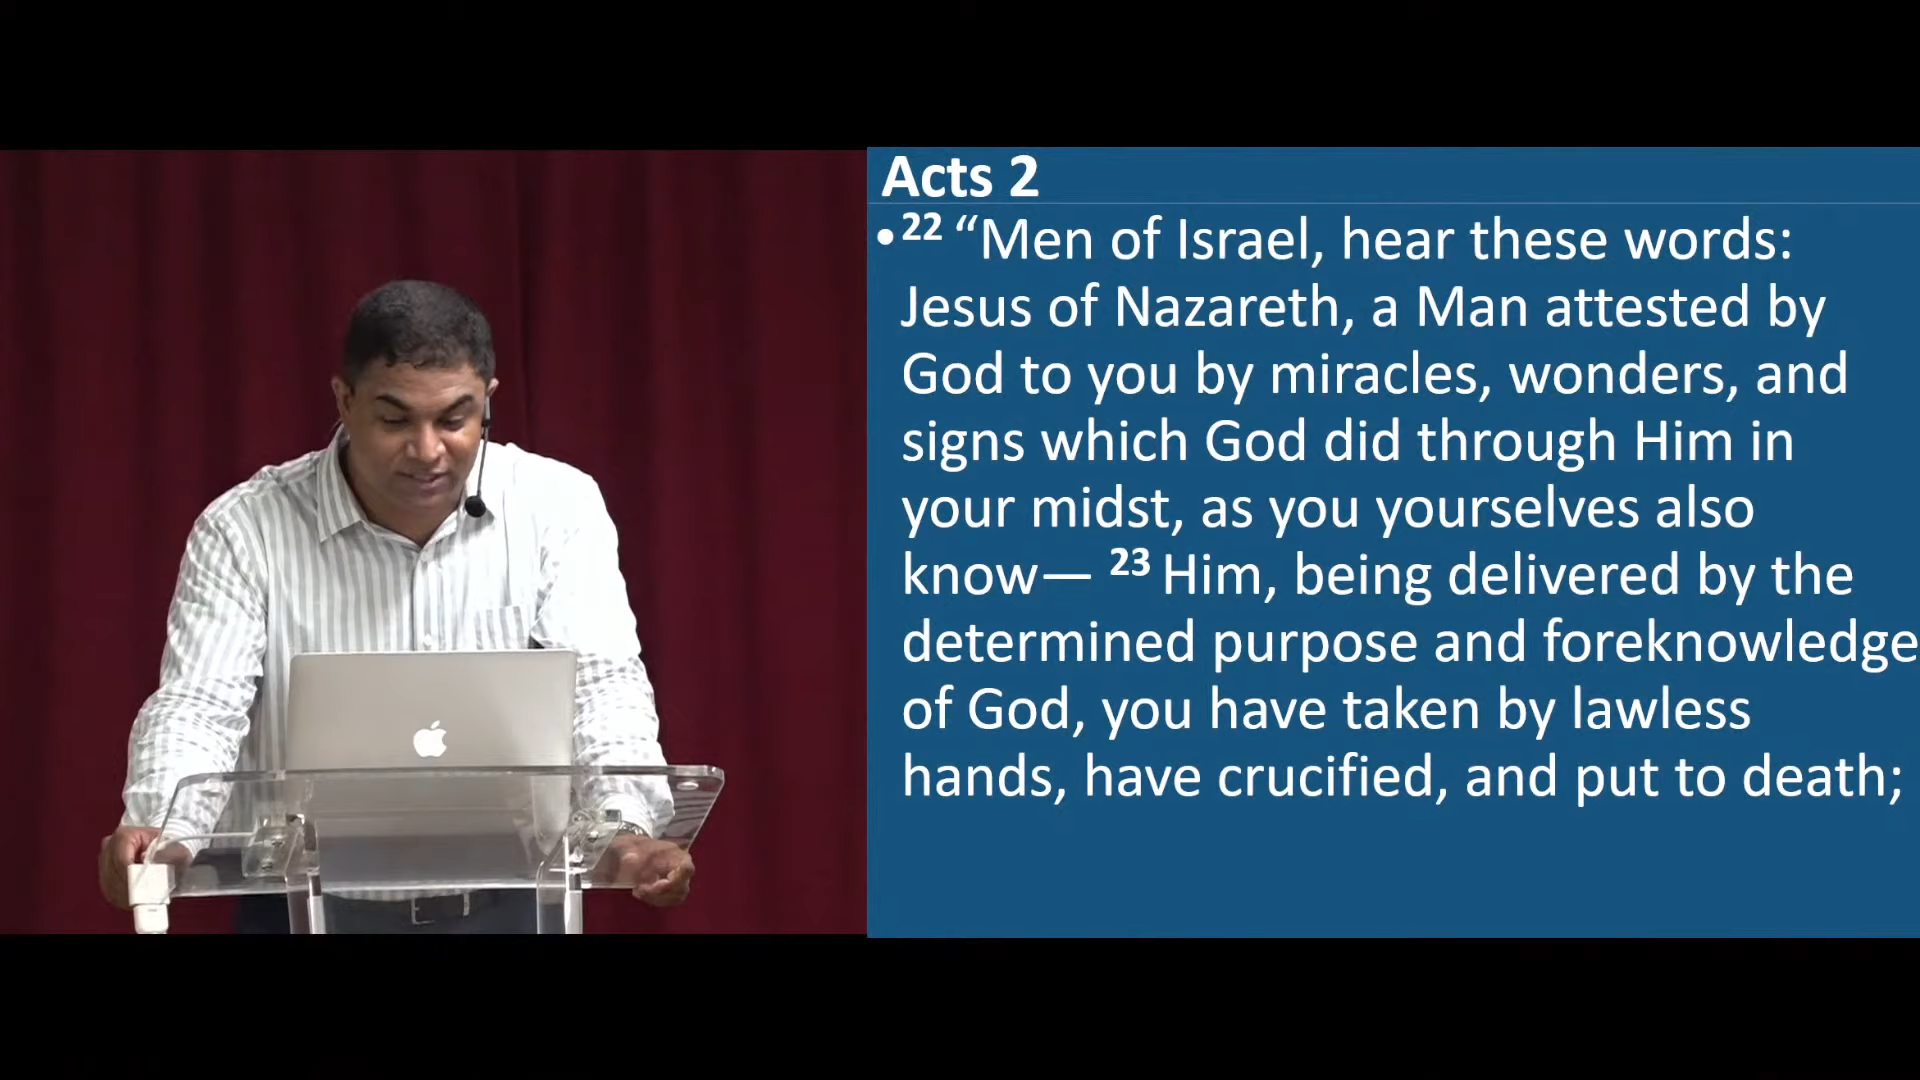 Acts 2
• 22 “Men of Israel, hear these words:
Jesus of Nazareth, a Man attested by
God to you by miracles, wonders, and
signs which God did through Him in
your midst, as you yourselves also
know— 23 Him, being delivered by the
determined purpose and foreknowledge
of God, you have taken by lawless
hands, have crucified, and put to death;